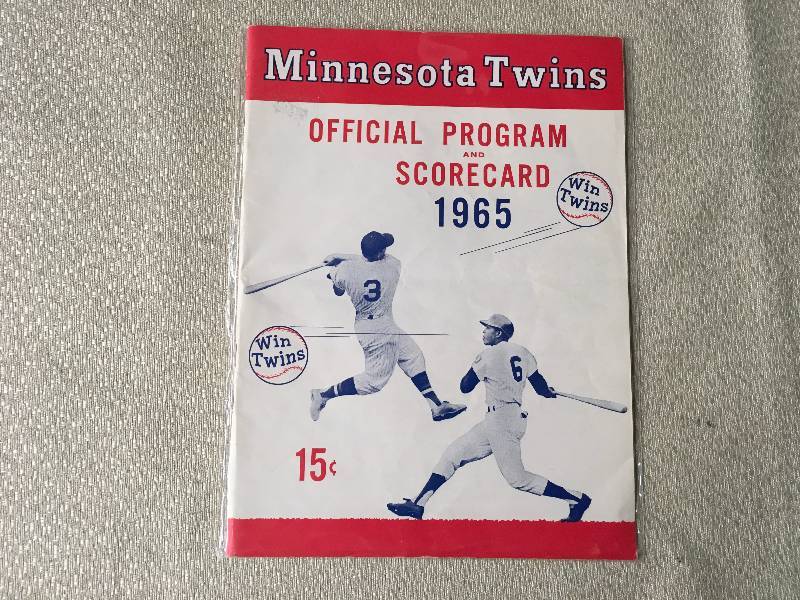 Minnesota Twins
OFFICIAL PROGRAM
AND
SCORECARD
1965
Win
Twins
3
Win
Twins
6
15¢